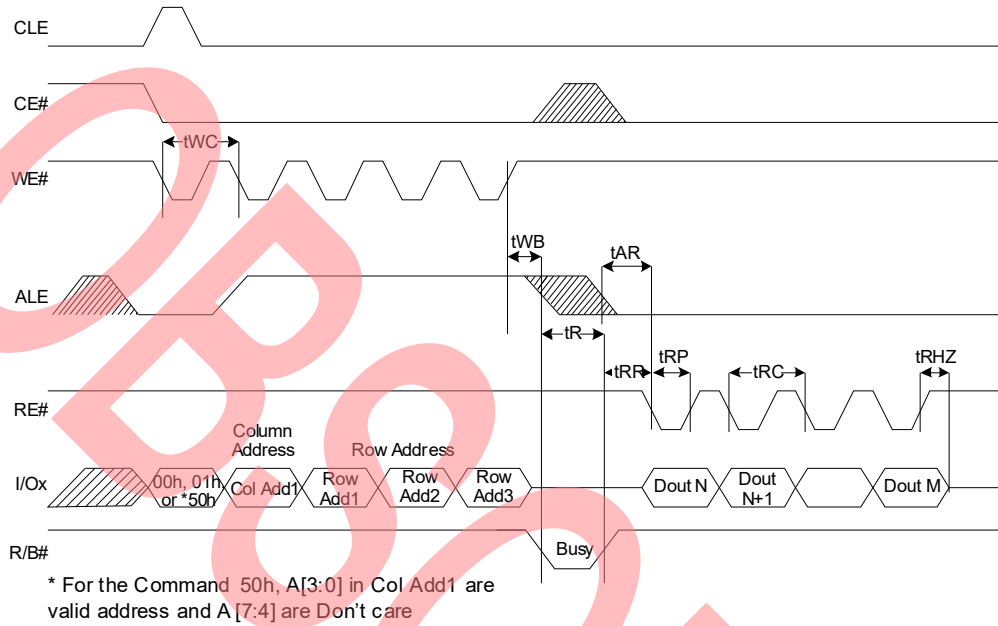 CLE
CE#
tWC
WE#
tWB
tAR
ALE
tR
tRR
tRP
tRC
tRHZ
RE#
Column
Address
Row Address
I/Ox
00h, 01h
or *50h
Col Add1
Row
Add1
Row
Add2
Row
Add3
Dout N
Dout
N+1
Dout M
R/B#
Busy
* For the Command 50h, A[3:0] in Col Add1 are
valid address and A [7:4] are Don't care